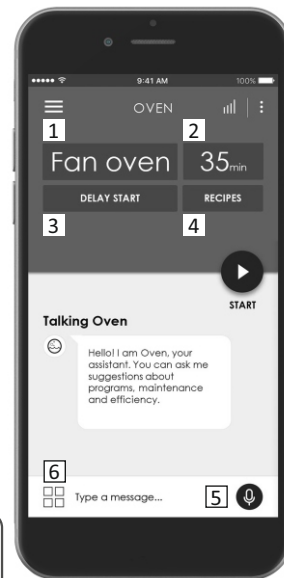 9:41 AM 100%
OVEN
1 2
Fan oven 35min
DELAY START RECIPES
3 4
START
Talking Oven
Hello! I am Oven, your
assistant. You can ask me
suggestions about
programs, maintenance
and efficiency.
6
Type a message... 5